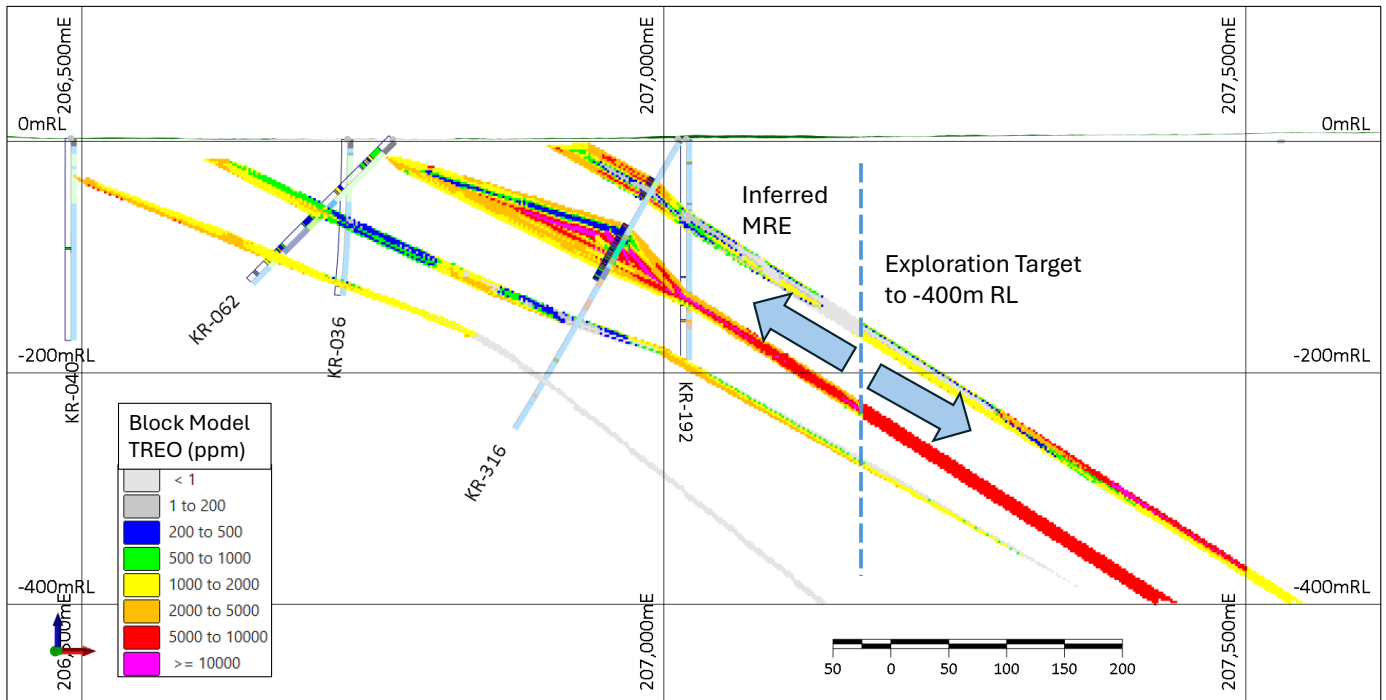 206,500mE
207,000mE
207,500mE
0mRL
0mRL
Inferred
MRE
Exploration Target
to -400m RL
KR-062
KR-036
KR-040
KR-316
KR-192
-200mRL
-200mRL
Block Model
TREO (ppm)
< 1
1 to 200
200 to 500
500 to 1000
1000 to 2000
2000 to 5000
5000 to 10000
>= 10000
-400mRL
-400mRL
206,500mE
207,000mE
207,500mE
50 0 50 100 150 200